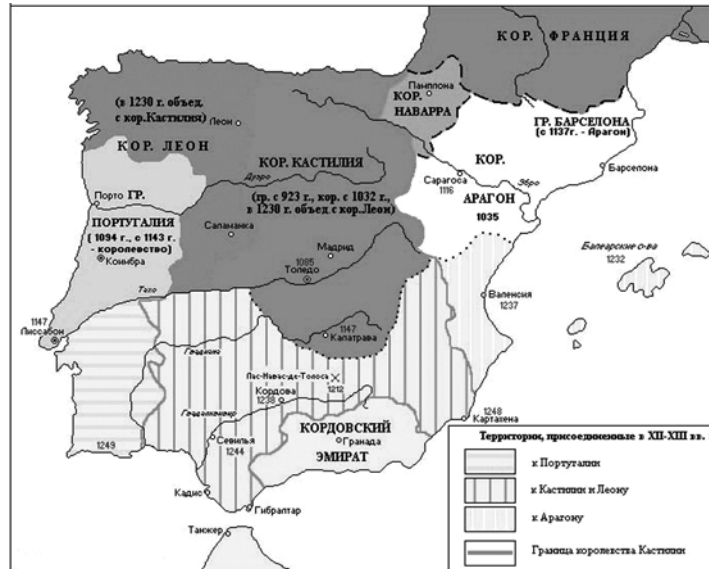 КОР. ФРАНЦИЯ
(в 1230 г. объед.
с кор.Кастилия)
Леон
КОР. ЛЕОН
Памплона
КОР.
НАВАРРА
ГР. БАРСЕЛОНА
(с 1137г. - Арагон)
Барселона
КОР. КАСТИЛИЯ
Дуэро
(гр. с 923 г., кор. с 1032 г.,
в 1230 г. объед.с кор.Леон)
КОР.
Сарагоса
1116
Эбро
АРАГОН
1035
Порто
ГР.
ПОРТУГАЛИЯ
( 1094 г., с 1143 г.
- королевство)
Коимбра
Саламанка
Мадрид
1085
Толедо
Балеарские о-ва
1232
Тахо
Валенсия
1237
1147
Лиссабон
1147
Калатрава
Гвадиана
Лас-Навас-де-Толоса
1212
Кордова
1238
Гвадалквивир
1248
Картахена
1249
Севилья
1244
КОРДОВСКИЙ
Гранада
ЭМИРАТ
Кадис
Гибралтар
Танжер
Территории, присоединенные в XII-XIII вв.
к Португалии
к Кастилии и Леону
к Арагону
Граница королевства Кастилии